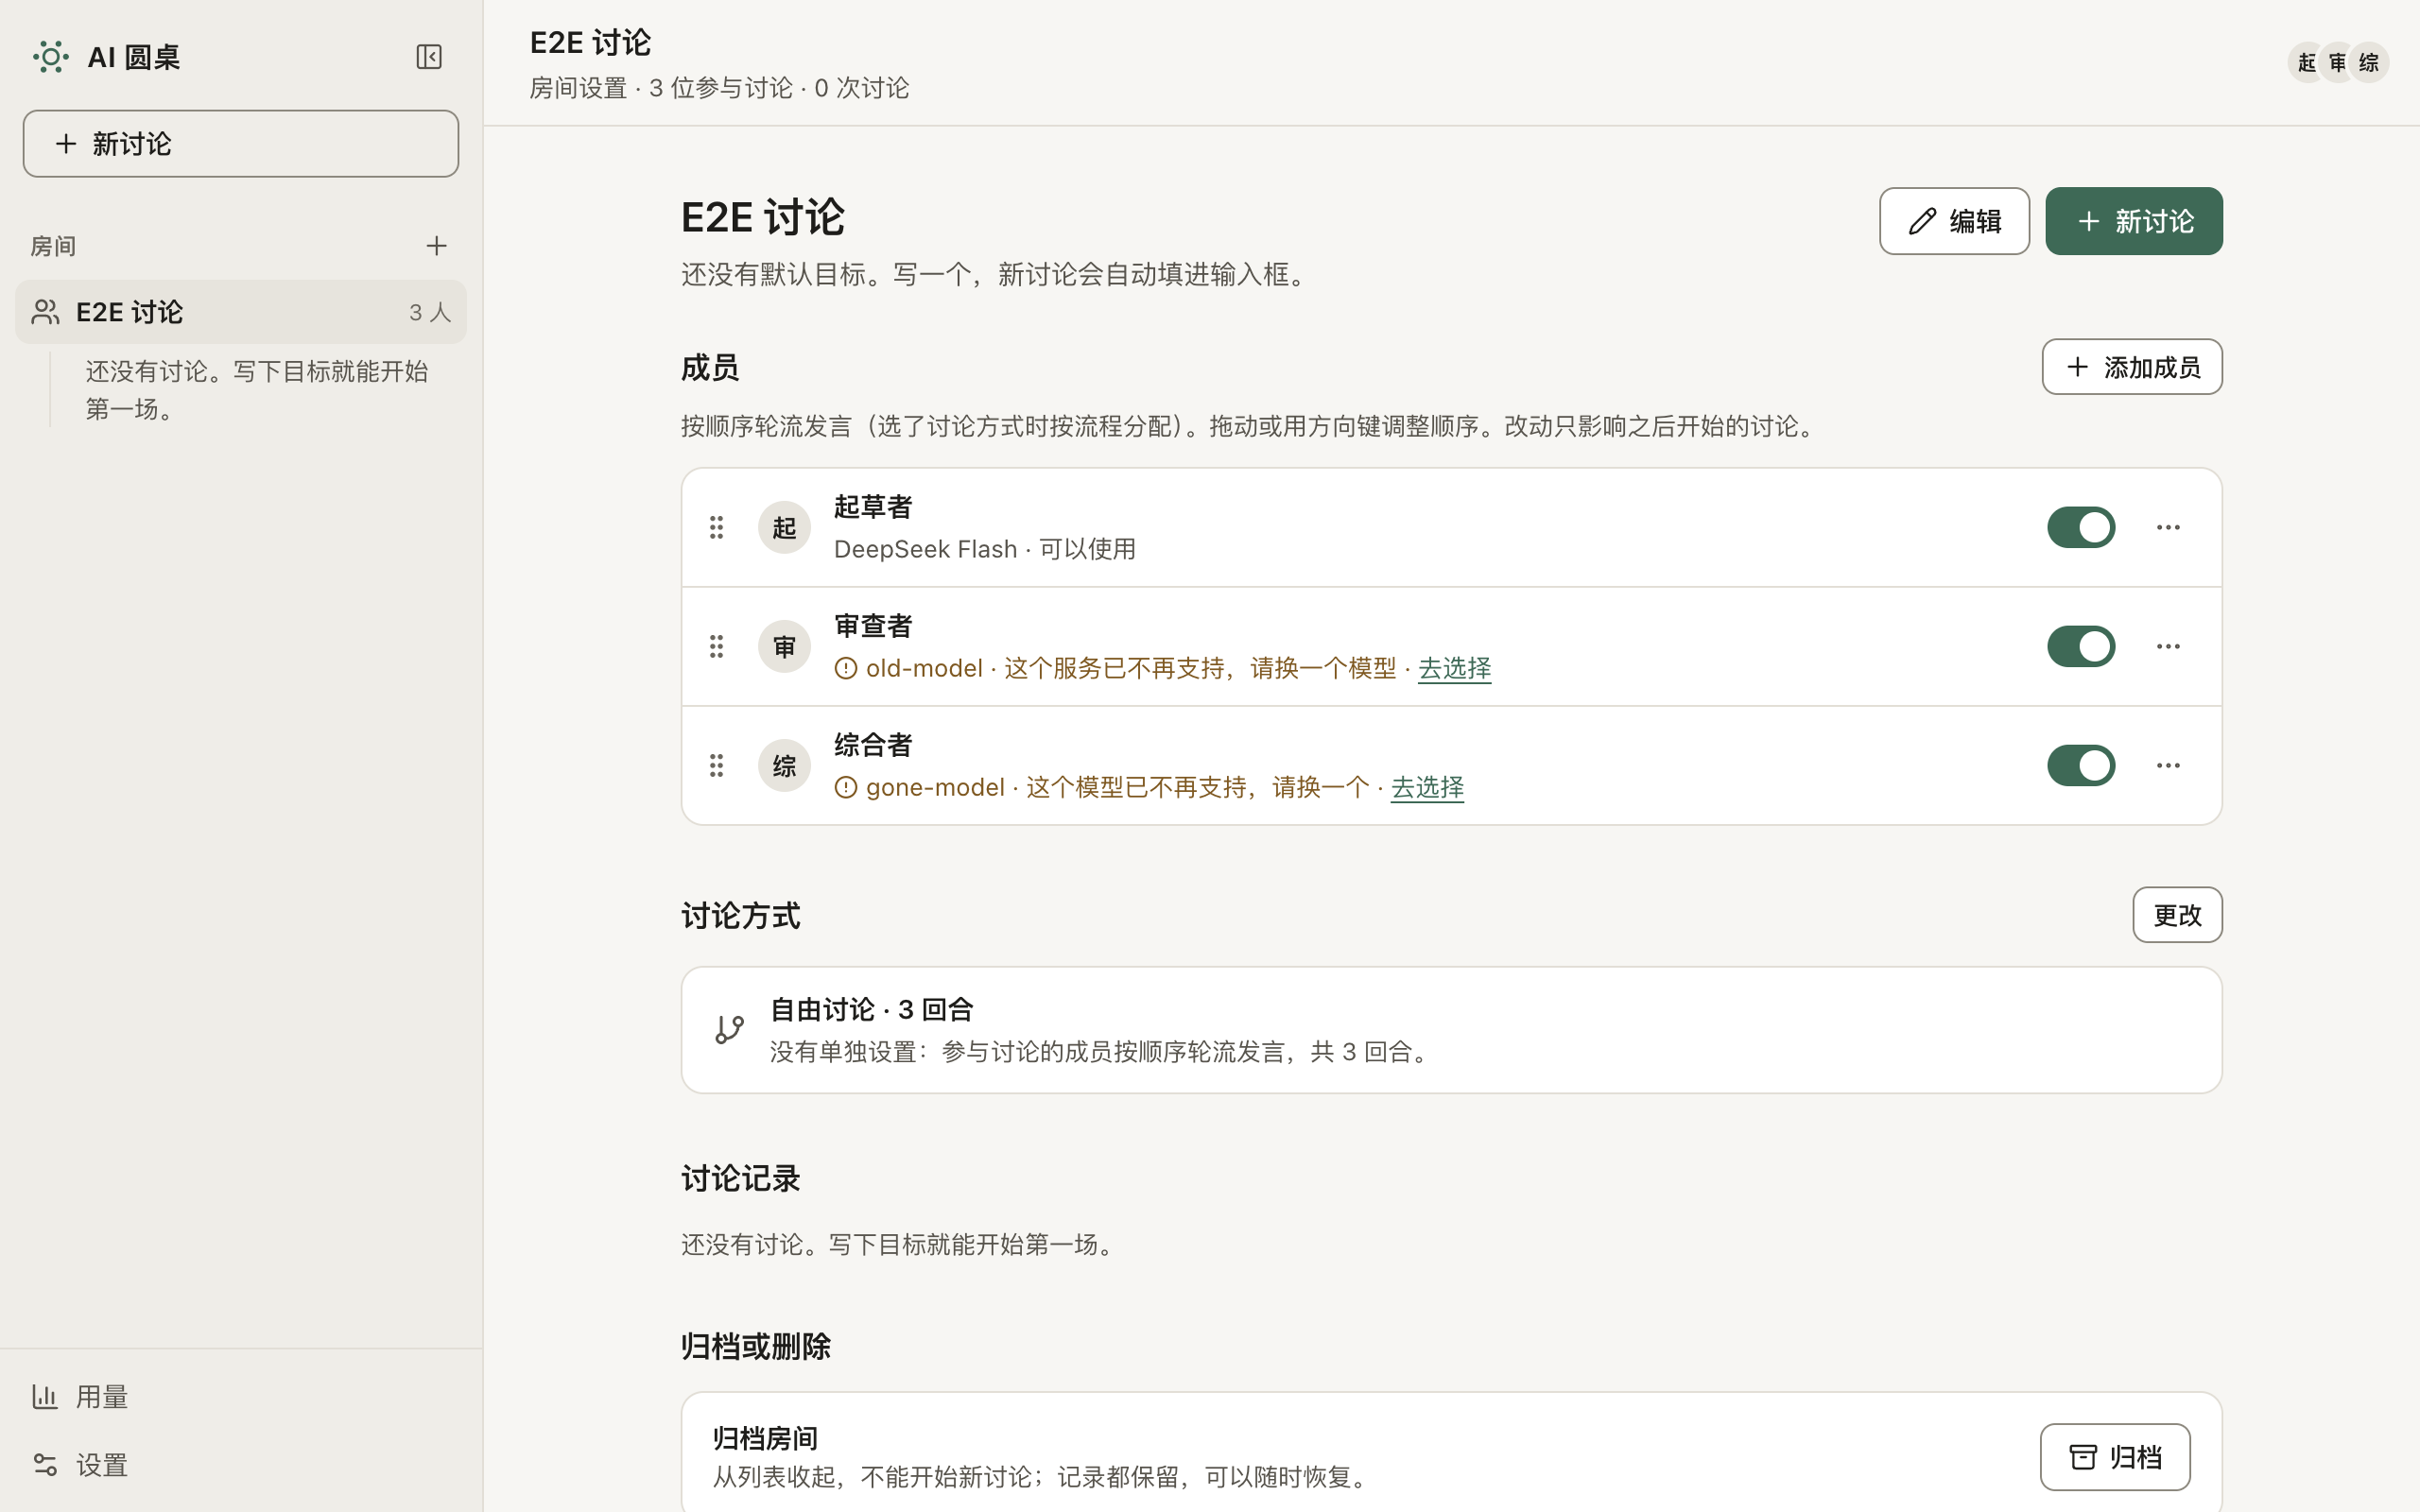 AI 圆桌
新讨论
房间
E2E 讨论
3 人
还没有讨论。写下目标就能开始
第一场。
用量
设置
E2E 讨论
房间设置 · 3 位参与讨论 · 0 次讨论
起 审 综
E2E 讨论
还没有默认目标。写一个，新讨论会自动填进输入框。
编辑
新讨论
成员
添加成员
按顺序轮流发言（选了讨论方式时按流程分配）。拖动或用方向键调整顺序。改动只影响之后开始的讨论。
起
起草者
DeepSeek Flash · 可以使用
审
审查者
old-model · 这个服务已不再支持，请换一个模型 · 去选择
综
综合者
gone-model · 这个模型已不再支持，请换一个 · 去选择
讨论方式
更改
自由讨论 · 3 回合
没有单独设置：参与讨论的成员按顺序轮流发言，共 3 回合。
讨论记录
还没有讨论。写下目标就能开始第一场。
归档或删除
归档房间
从列表收起，不能开始新讨论；记录都保留，可以随时恢复。
归档